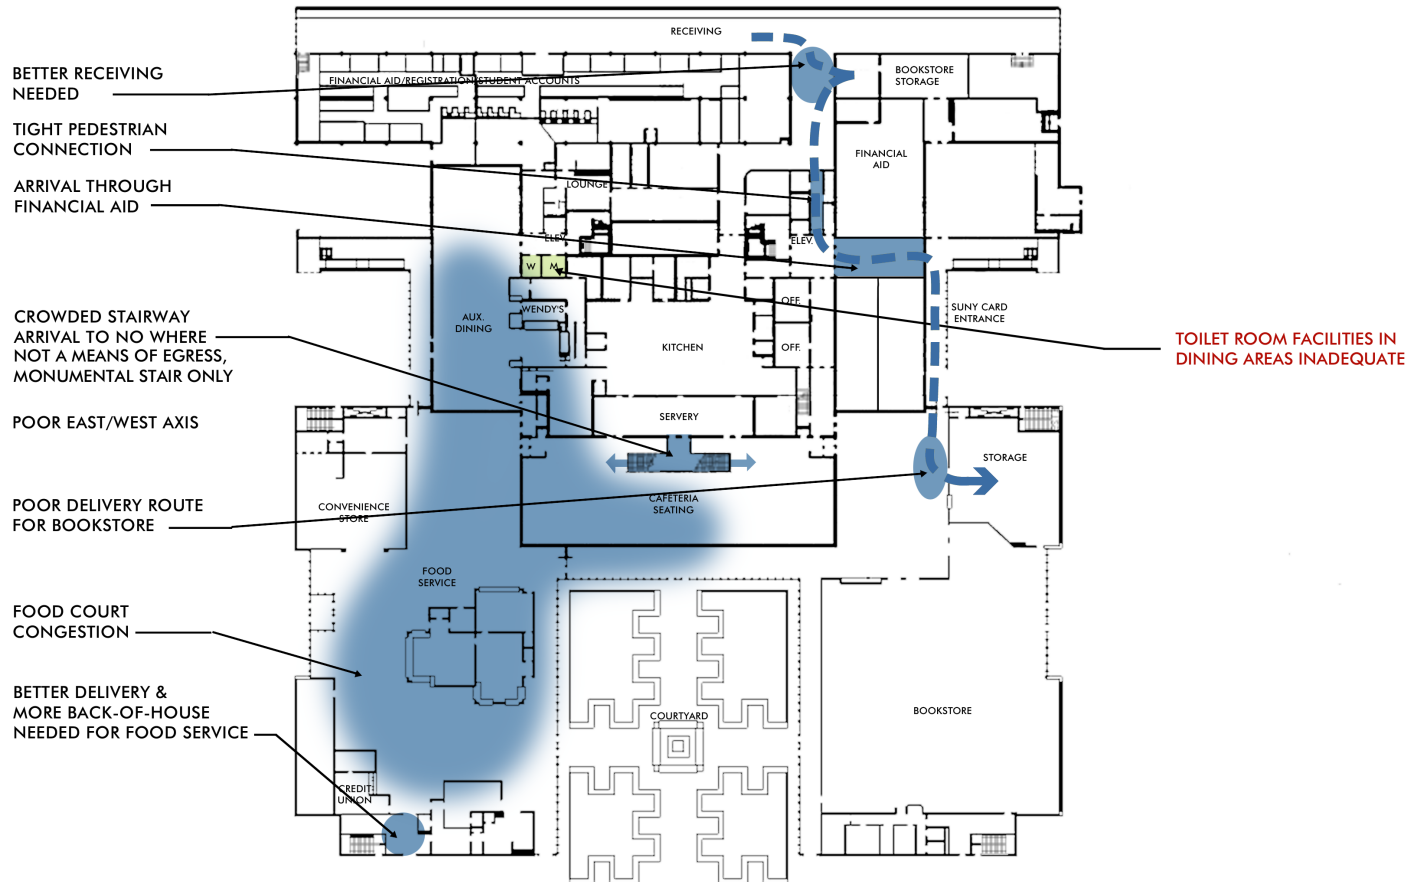 RECEIVING
BETTER RECEIVING
NEEDED
FINANCIAL AID/REGISTRATION/STUDENT ACCOUNTS
BOOKSTORE
STORAGE
TIGHT PEDESTRIAN
CONNECTION
FINANCIAL
AID
ARRIVAL THROUGH
FINANCIAL AID
LOUNGE
ELEV.
ELEV.
W
M
AUX.
DINING
WENDY'S
KITCHEN
OFF.
OFF.
SUNY CARD
ENTRANCE
CROWDED STAIRWAY
ARRIVAL TO NO WHERE
NOT A MEANS OF EGRESS,
MONUMENTAL STAIR ONLY
TOILET ROOM FACILITIES IN
DINING AREAS INADEQUATE
POOR EAST/WEST AXIS
SERVERY
STORAGE
POOR DELIVERY ROUTE
FOR BOOKSTORE
CONVENIENCE
STORE
CAFETERIA
SEATING
FOOD
SERVICE
FOOD COURT
CONGESTION
BETTER DELIVERY &
MORE BACK-OF-HOUSE
NEEDED FOR FOOD SERVICE
COURTYARD
BOOKSTORE
CREDIT
UNION